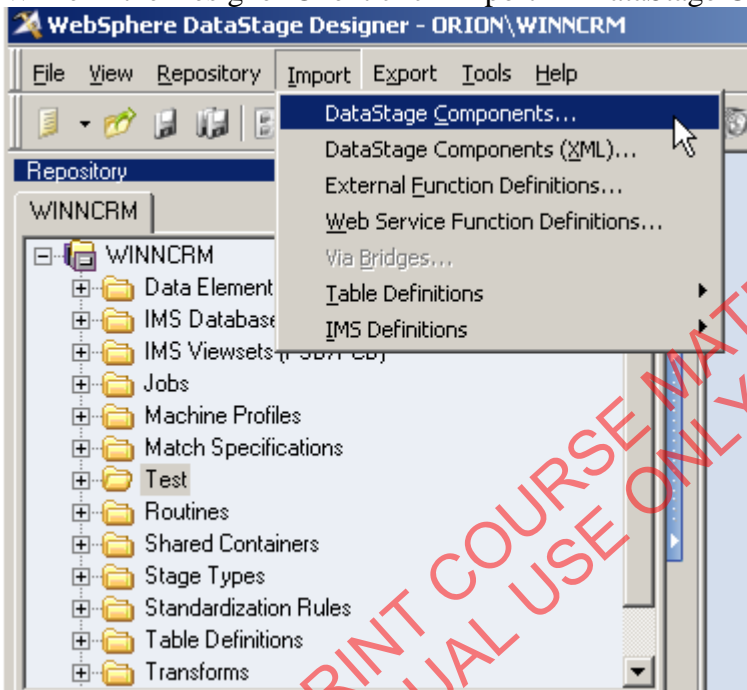 WebSphere DataStage Designer - ORION\WINNCRM
File View Repository Import Export Tools Help
DataStage Components...
DataStage Components (XML)...
External Function Definitions...
Web Service Function Definitions...
Via Bridges...
Table Definitions
IMS Definitions
Repository
WINNCRM
WINNCRM
Data Element
IMS Database
IMS Viewsets
Jobs
Machine Profiles
Match Specifications
Test
Routines
Shared Containers
Stage Types
Standardization Rules
Table Definitions
Transforms
PRINT COURSE MAT
UAL USE ONLY